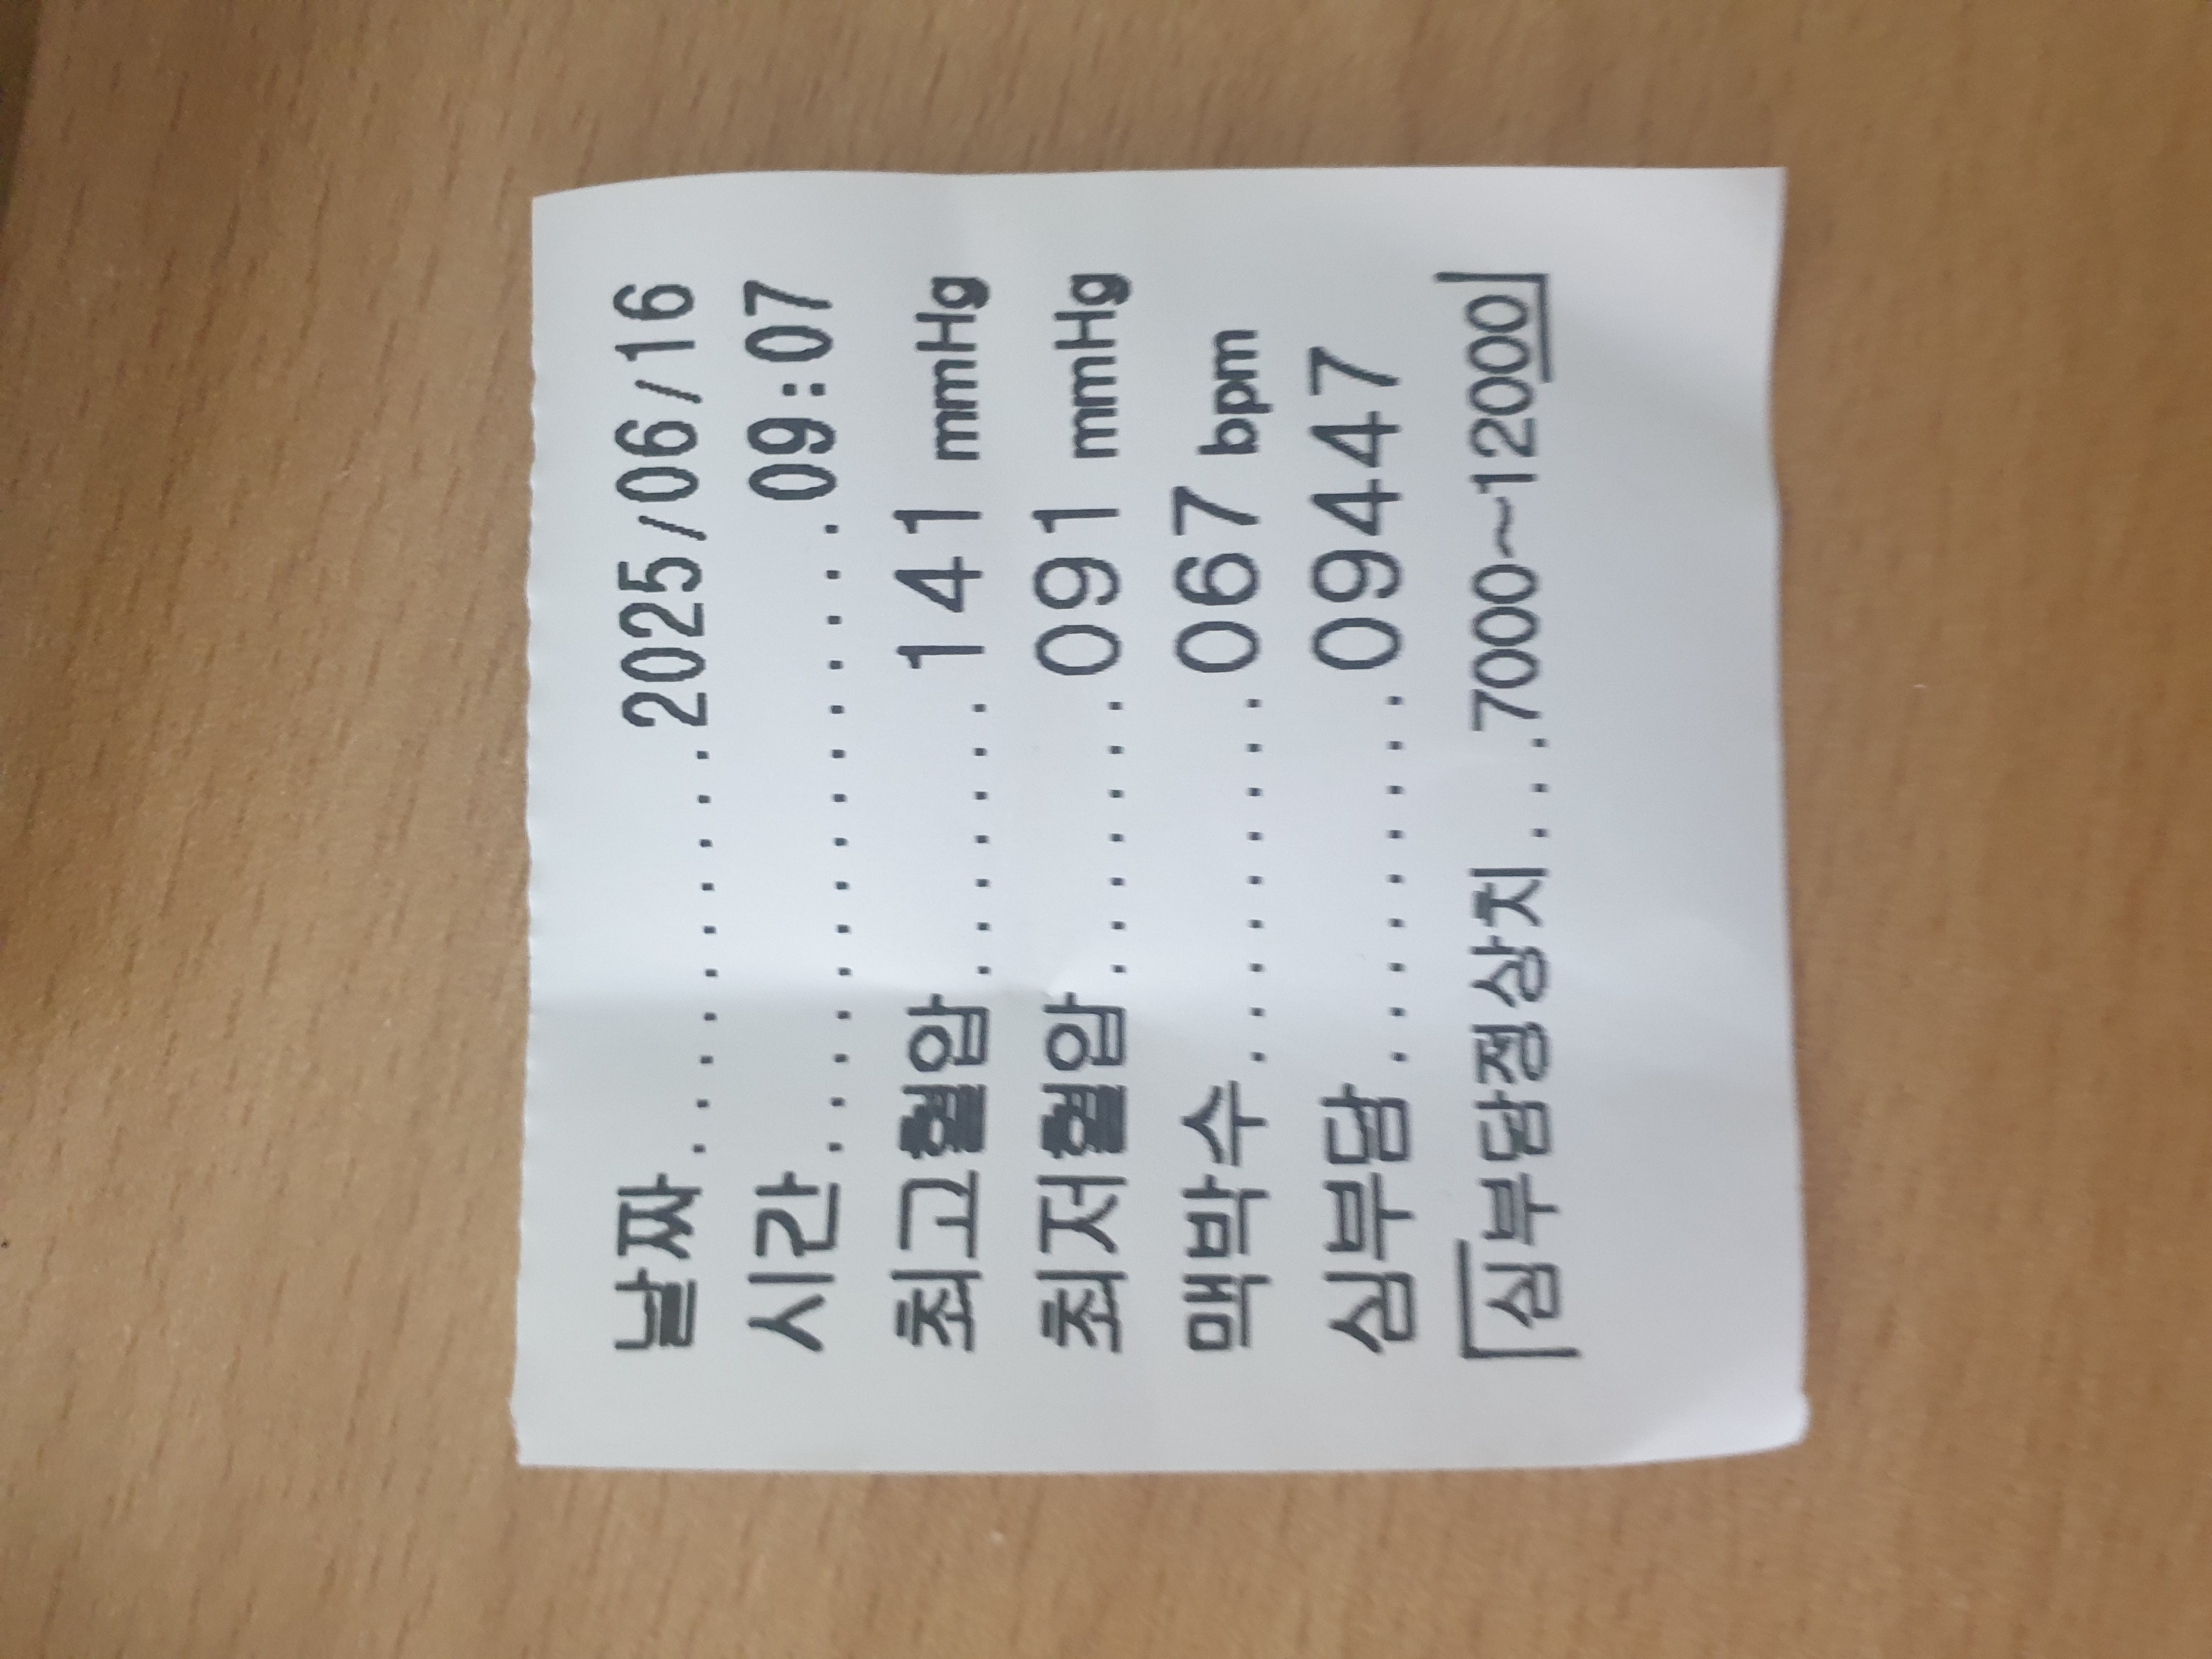 날짜.............2025/06/16
시간...............09:07
최고혈압.......141 mmHg
최저혈압.......091 mmHg
맥박수.........067 bpm
심부담.........09447
심부담정상치...7000~12000